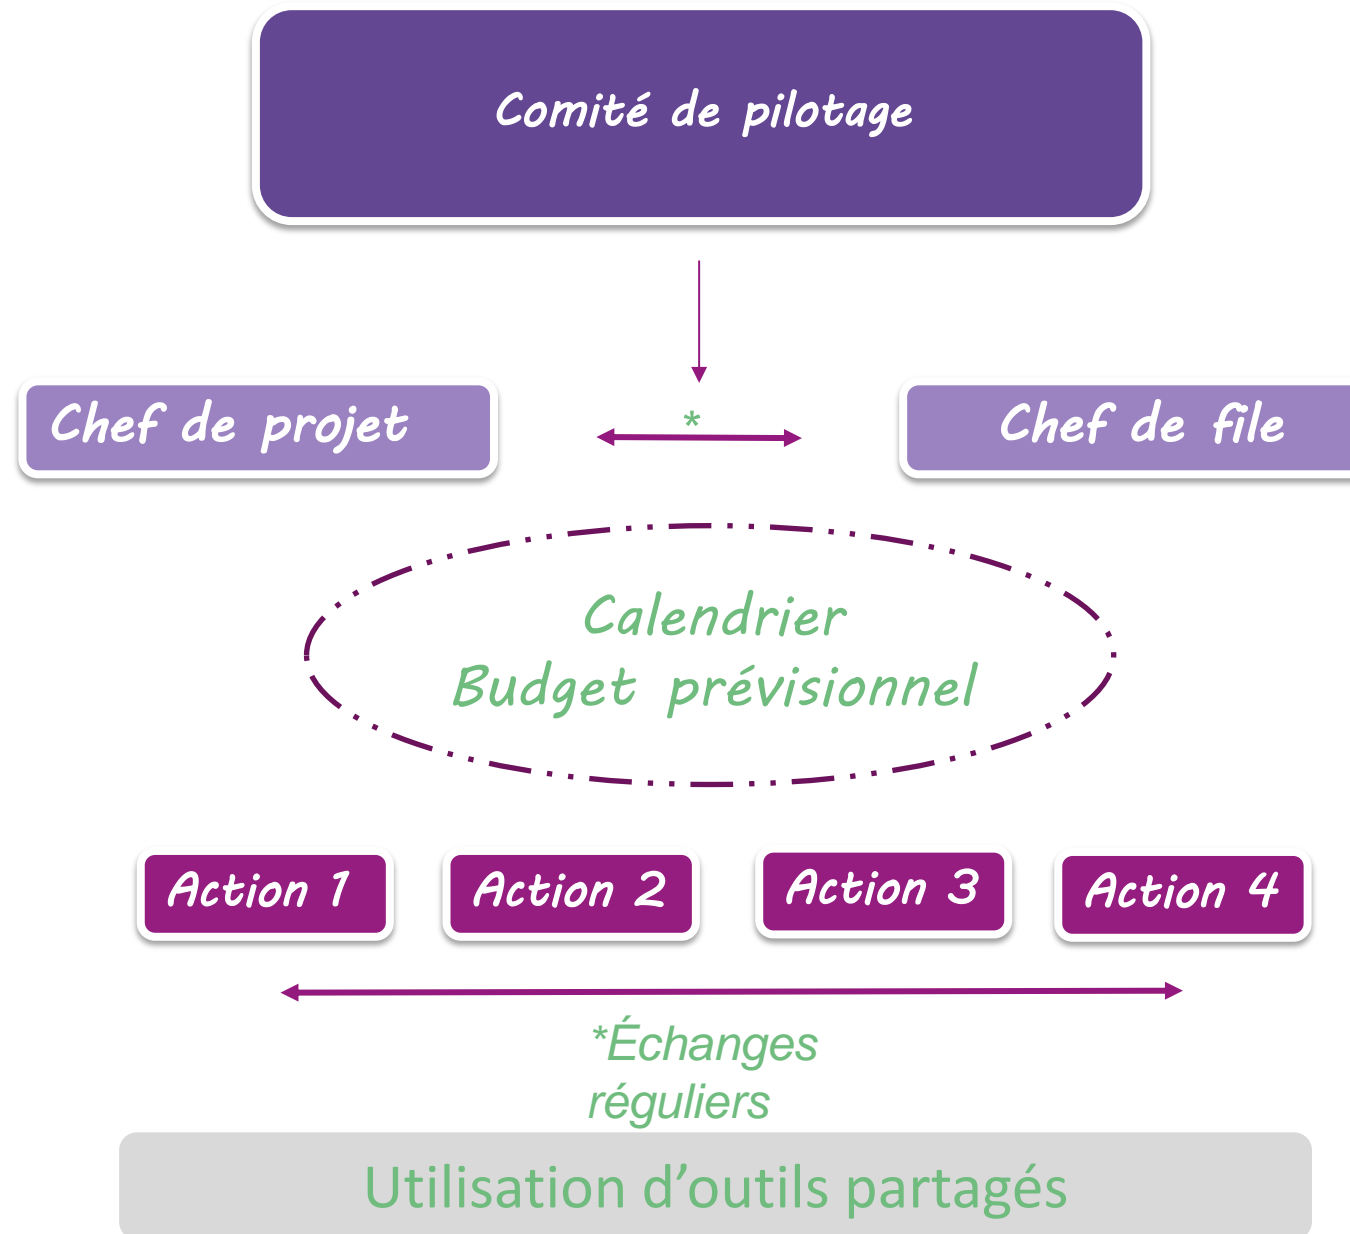 Comité de pilotage
*
Chef de projet
Chef de file
Calendrier
Budget prévisionnel
Action 1
Action 2
Action 3
Action 4
*Échanges
réguliers
Utilisation d’outils partagés